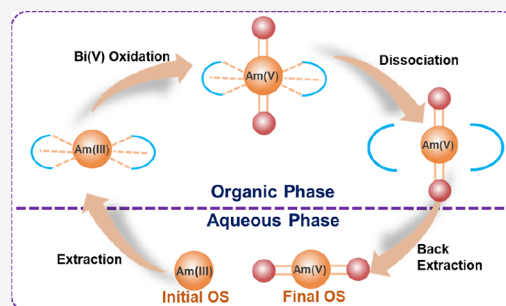 Bi(V) Oxidation
Am(V)
Dissociation
Am(III)
Am(V)
Organic Phase
Aqueous Phase
Extraction
Am(III)
Am(V)
Back
Extraction
Initial OS
Final OS